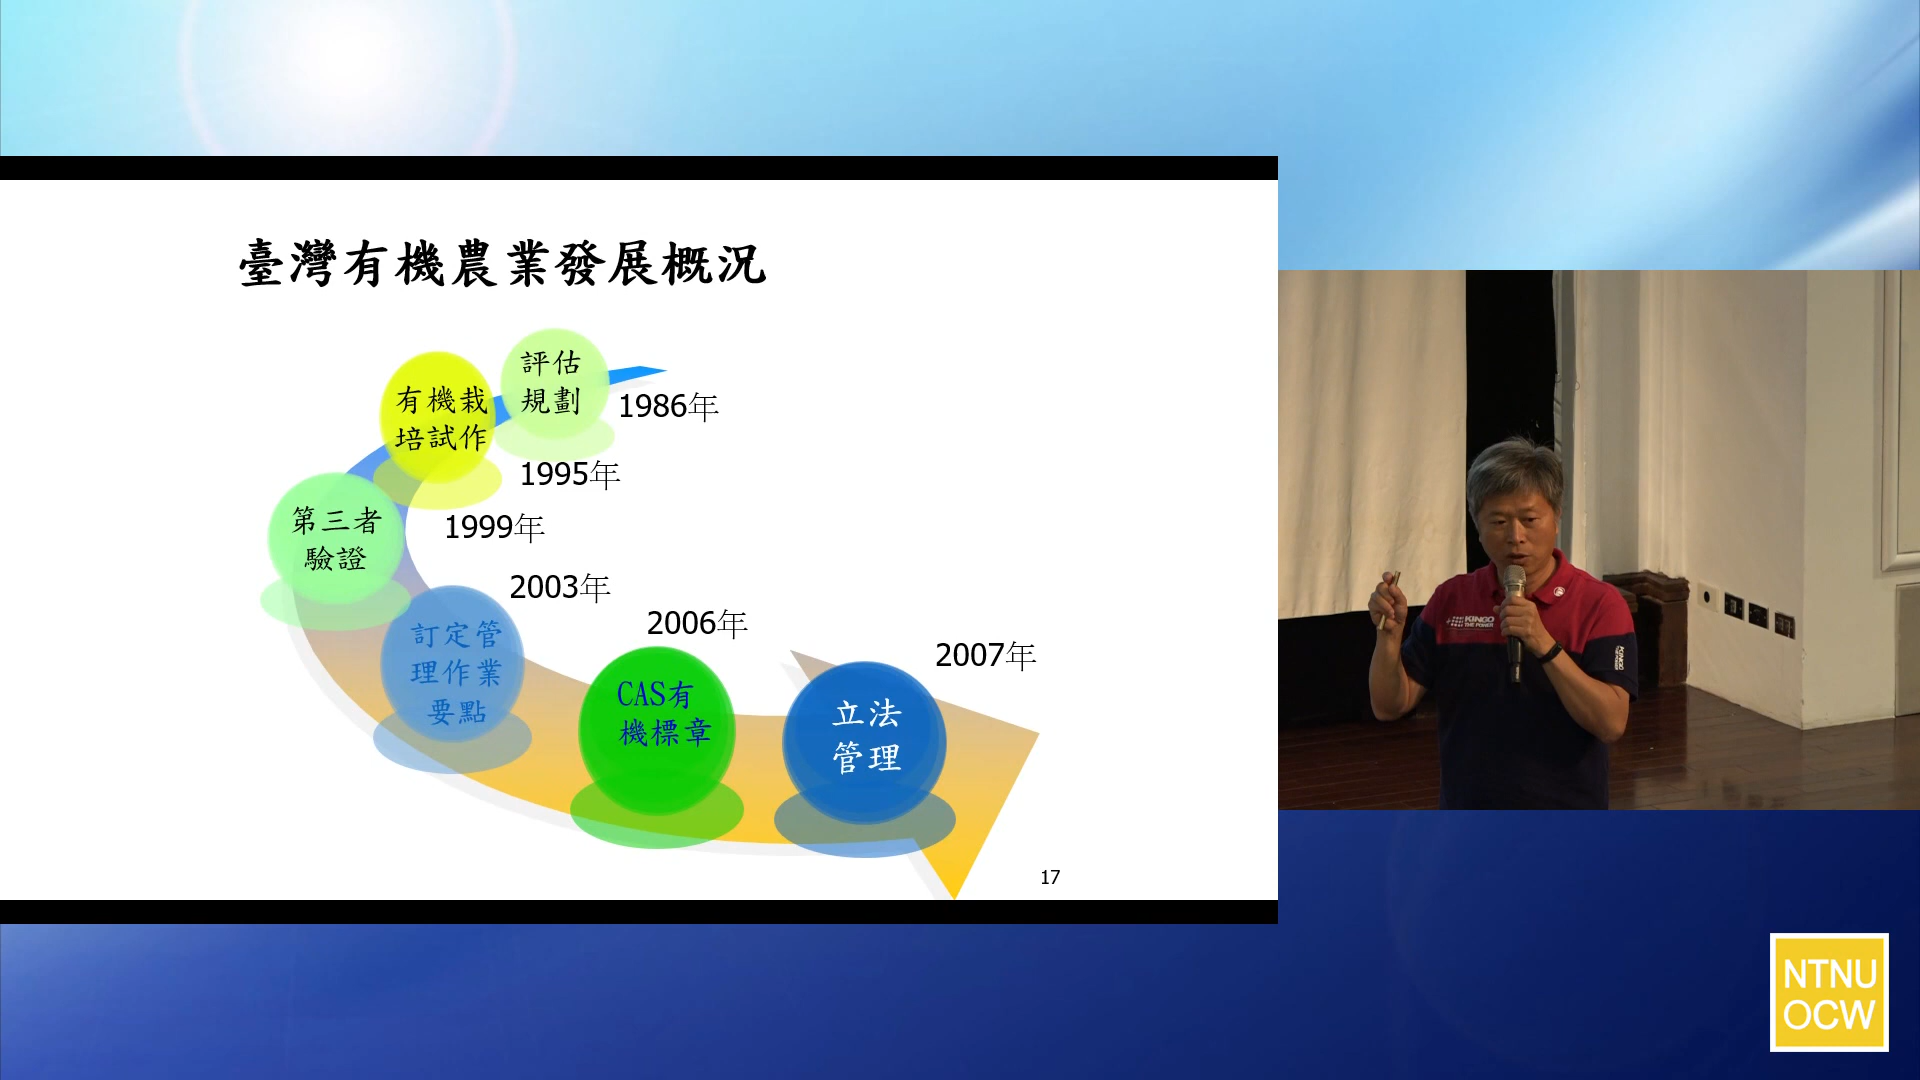 臺灣有機農業發展概況
評估
規劃
1986年
有機栽
培試作
1995年
第三者
驗證
1999年
訂定管
理作業
要點
2003年
CAS有
機標章
2006年
立法
管理
2007年
17
KINGO
THE POWER
KINGO
NTNU
OCW